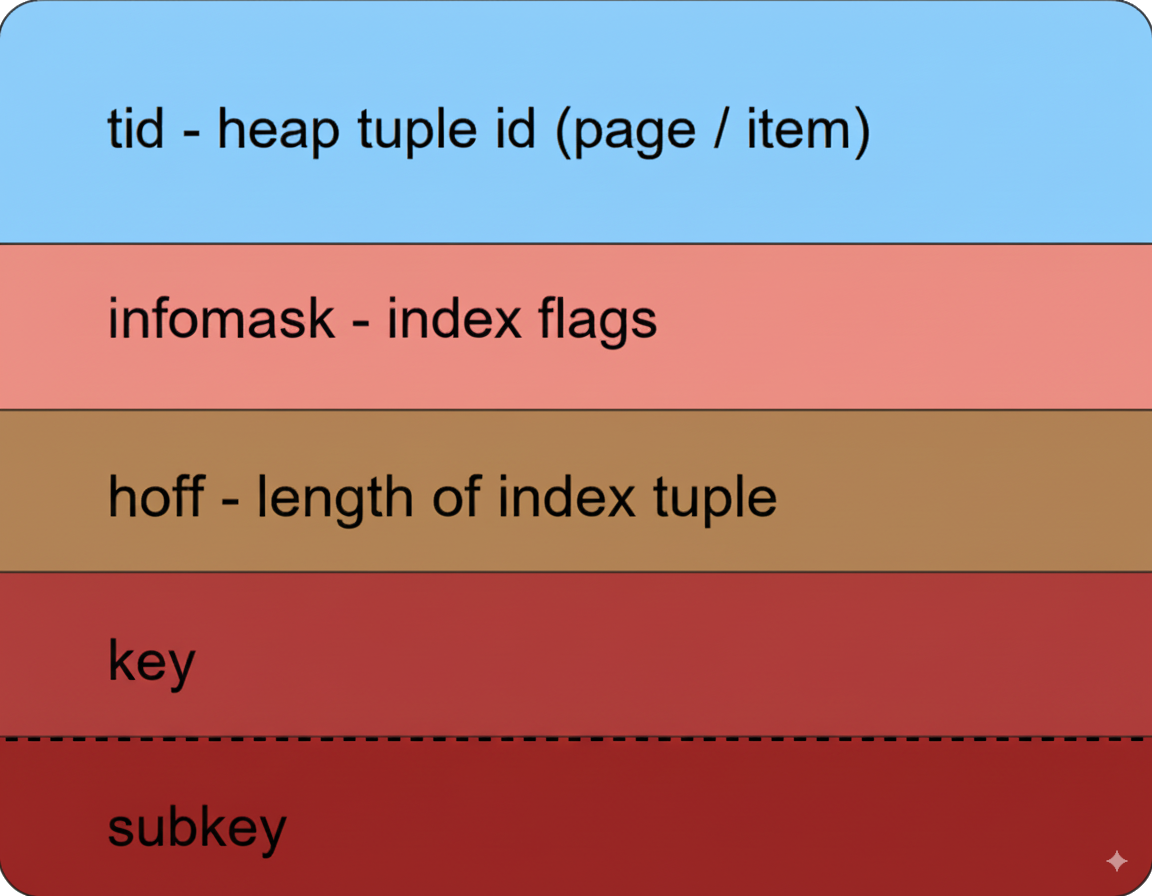 tid - heap tuple id (page / item)
infomask - index flags
hoff - length of index tuple
key
subkey